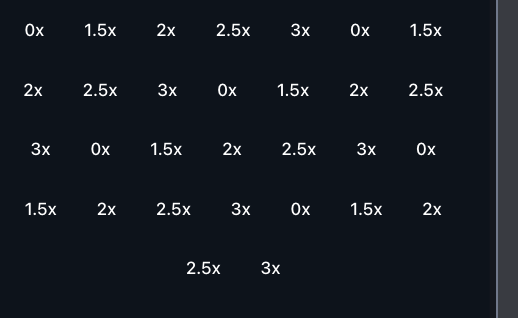 0x 1.5x 2x 2.5x 3x 0x 1.5x
2x 2.5x 3x 0x 1.5x 2x 2.5x
3x 0x 1.5x 2x 2.5x 3x 0x
1.5x 2x 2.5x 3x 0x 1.5x 2x
2.5x 3x